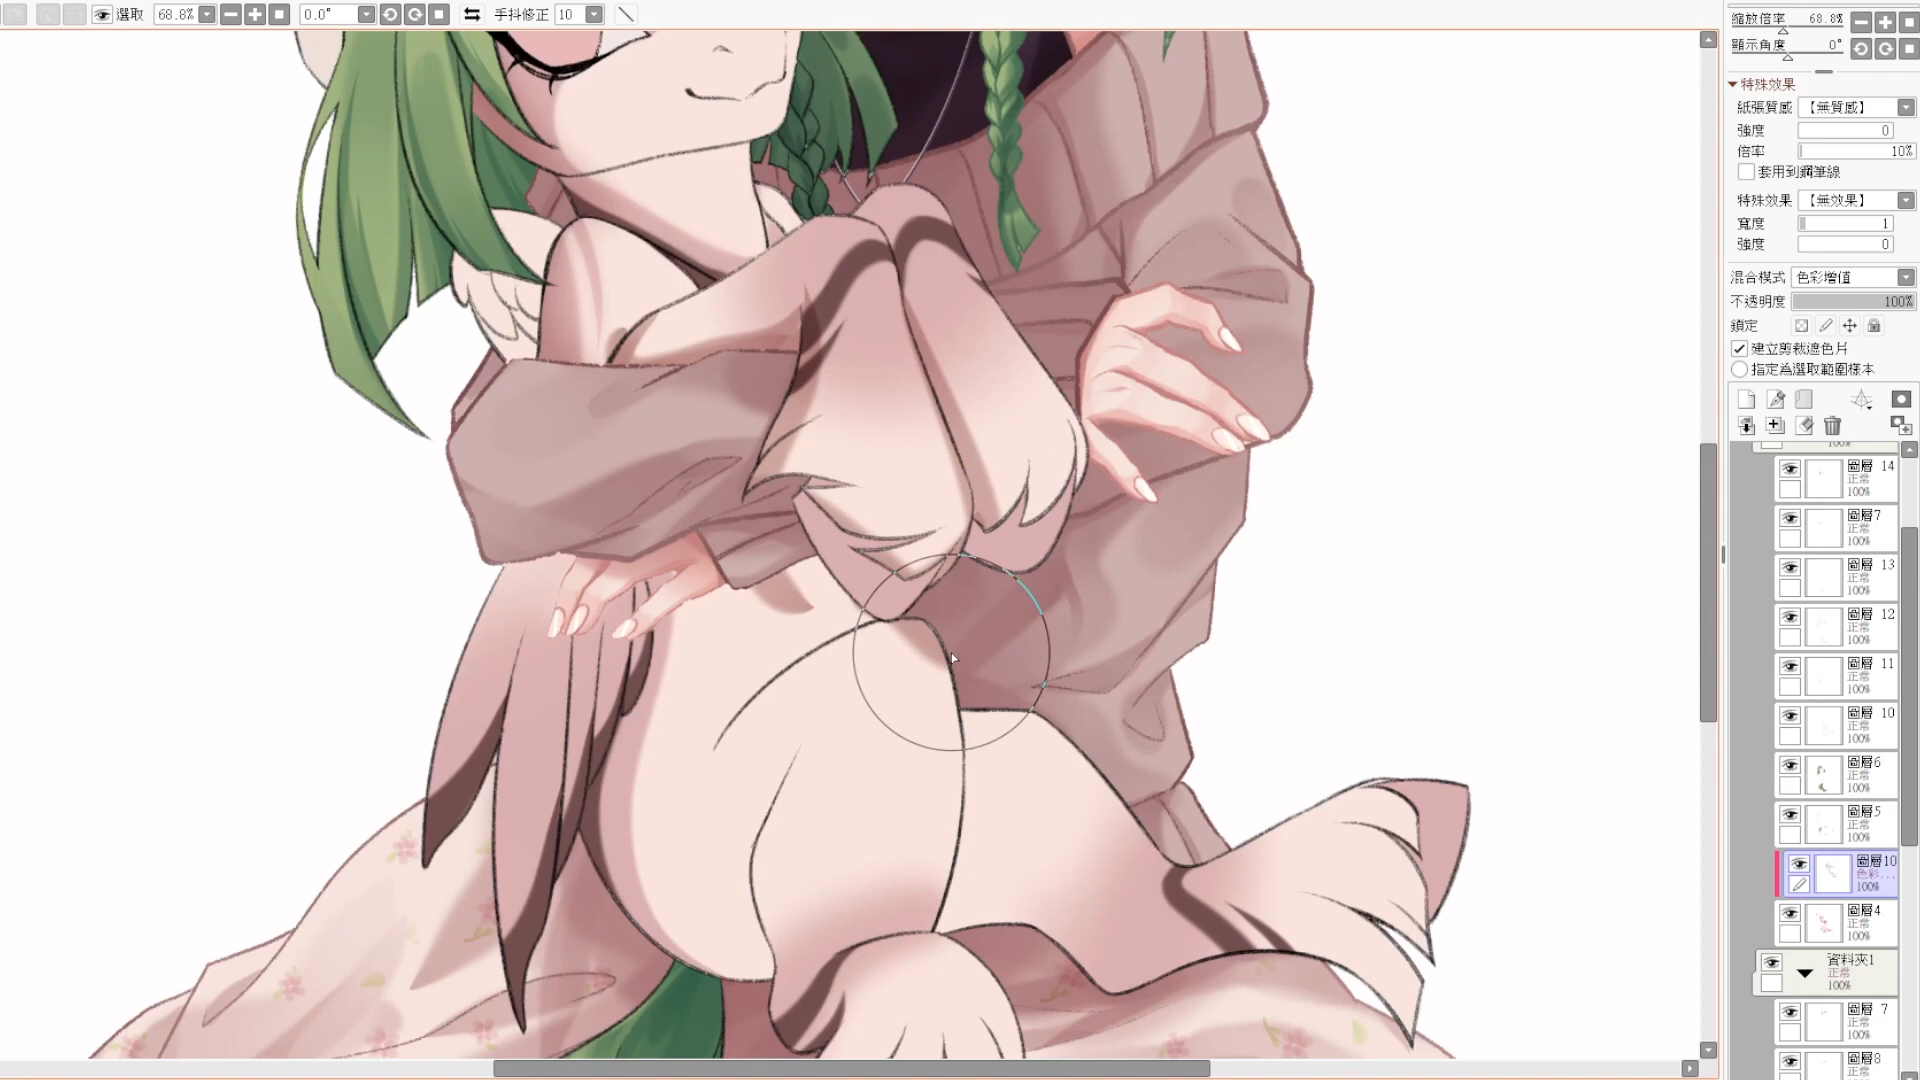 選取 68.8% 0.0° 手抖修正 10
縮放倍率 68.8%
顯示角度 0°
特殊效果
紙張質感 【無質感】
強度 0
倍率 10%
套用到鋼筆線
特殊效果 【無效果】
寬度 1
強度 0
混合模式 色彩增值
不透明度 100%
鎖定
建立剪裁遮色片
指定為選取範圍樣本
100%
圖層 14
正常
100%
圖層7
正常
100%
圖層 13
正常
100%
圖層 12
正常
100%
圖層 11
正常
100%
圖層 10
正常
100%
圖層6
正常
100%
圖層5
正常
100%
圖層10
色彩...
100%
圖層4
正常
100%
資料夾1
正常
100%
圖層 7
正常
100%
圖層8
正常